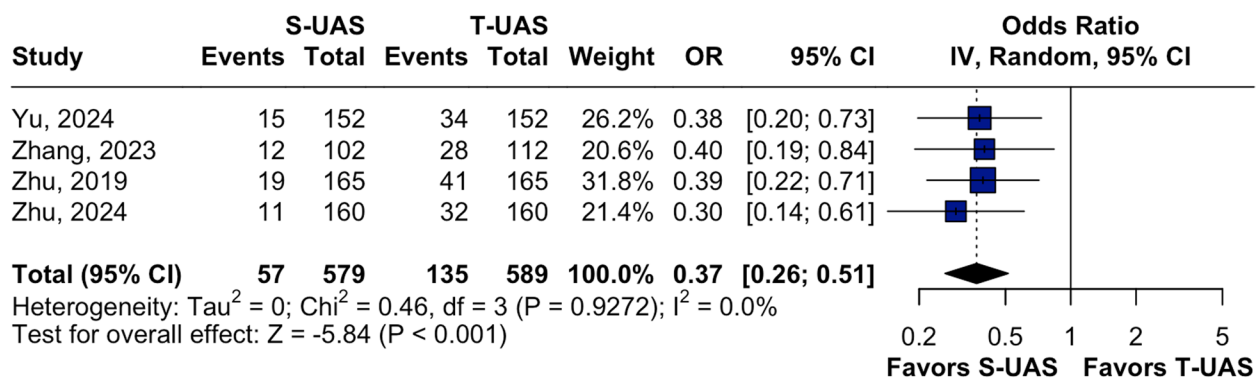 S-UAS T-UAS Odds Ratio
Study Events Total Events Total Weight OR 95% CI IV, Random, 95% CI
Yu, 2024 15 152 34 152 26.2% 0.38 [0.20; 0.73]
Zhang, 2023 12 102 28 112 20.6% 0.40 [0.19; 0.84]
Zhu, 2019 19 165 41 165 31.8% 0.39 [0.22; 0.71]
Zhu, 2024 11 160 32 160 21.4% 0.30 [0.14; 0.61]
Total (95% CI) 57 579 135 589 100.0% 0.37 [0.26; 0.51]
Heterogeneity: Tau² = 0; Chi² = 0.46, df = 3 (P = 0.9272); I² = 0.0%
Test for overall effect: Z = -5.84 (P < 0.001)
0.2 0.5 1 2 5
Favors S-UAS Favors T-UAS